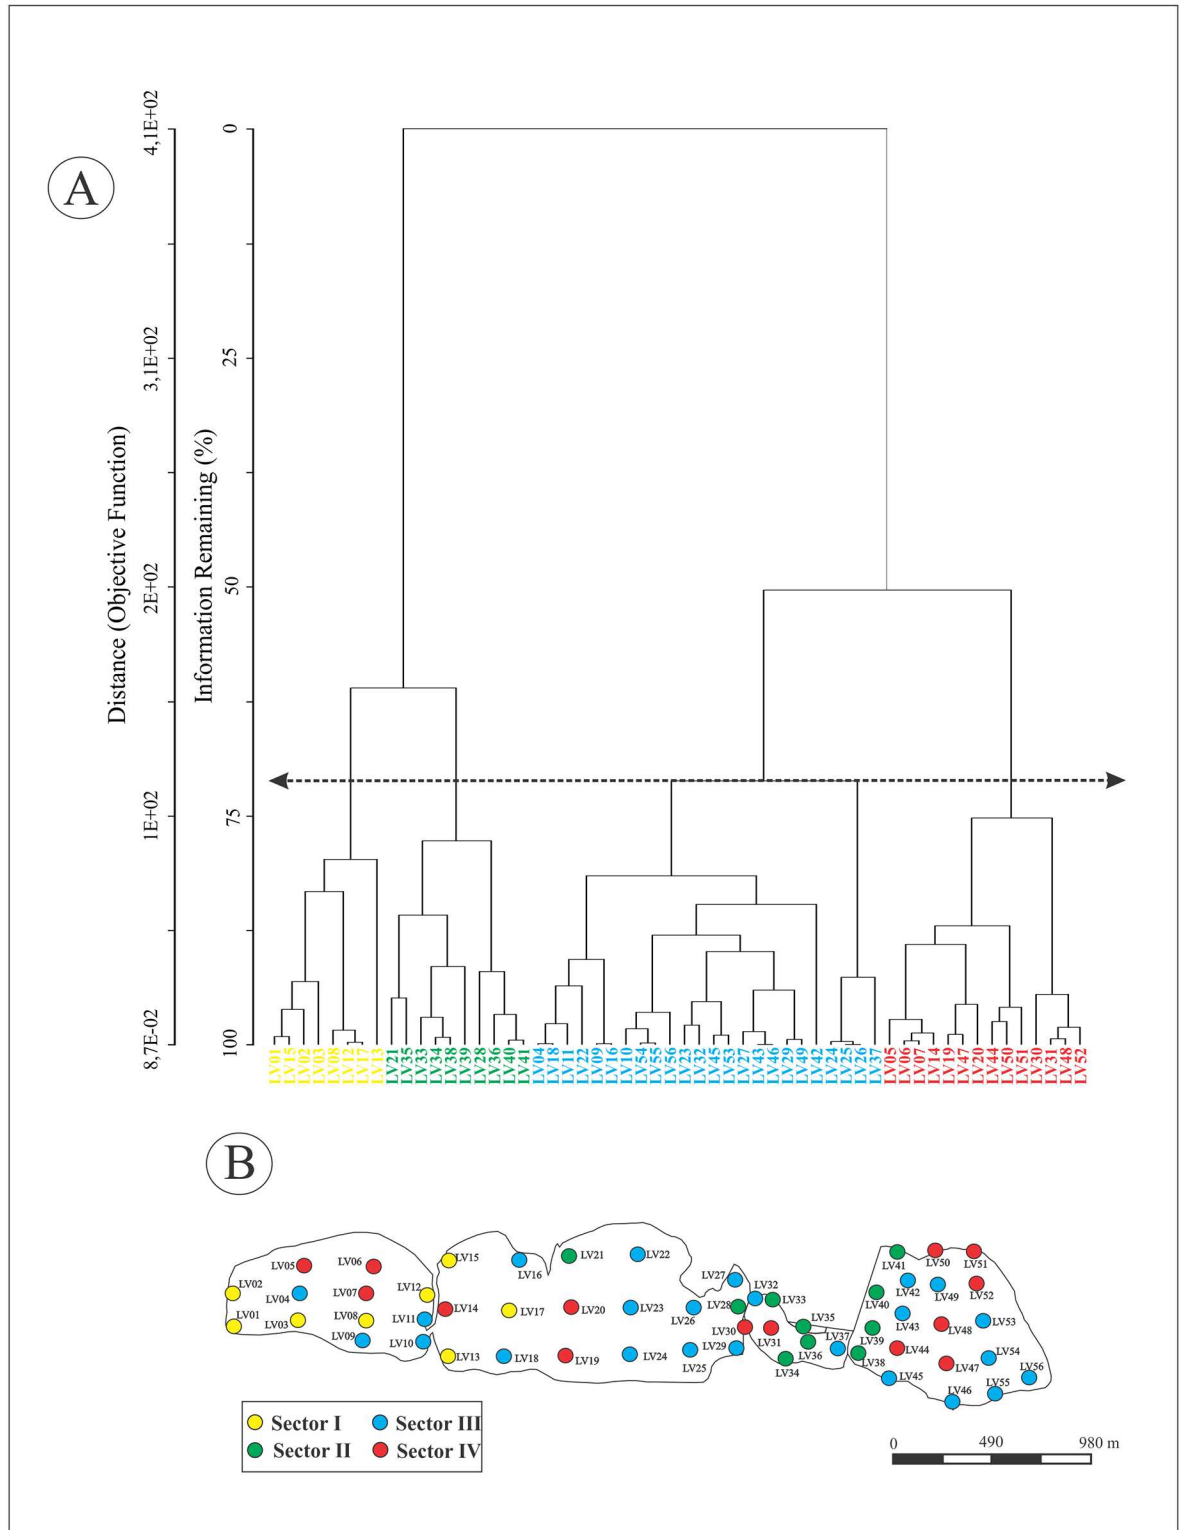 A
Distance (Objective Function)
4,1E+02
3,1E+02
2E+02
1E+02
8,7E-02
Information Remaining (%)
0
25
50
75
100
LV01
LV15
LV02
LV03
LV08
LV12
LV17
LV13
LV21
LV35
LV33
LV34
LV38
LV39
LV28
LV36
LV40
LV41
LV04
LV18
LV11
LV22
LV09
LV16
LV10
LV54
LV55
LV56
LV23
LV32
LV45
LV53
LV27
LV43
LV46
LV29
LV49
LV42
LV24
LV25
LV26
LV37
LV05
LV06
LV07
LV14
LV19
LV47
LV20
LV44
LV50
LV51
LV30
LV31
LV48
LV52
B
LV02
LV01
LV05
LV04
LV03
LV06
LV07
LV08
LV09
LV12
LV11
LV10
LV15
LV14
LV13
LV16
LV17
LV18
LV21
LV20
LV19
LV22
LV23
LV24
LV27
LV26
LV25
LV28
LV29
LV30
LV32
LV33
LV31
LV34
LV35
LV36
LV37
LV41
LV40
LV39
LV38
LV42
LV43
LV44
LV45
LV50
LV49
LV48
LV47
LV46
LV51
LV52
LV53
LV54
LV55
LV56
Sector I
Sector III
Sector II
Sector IV
0 490 980 m